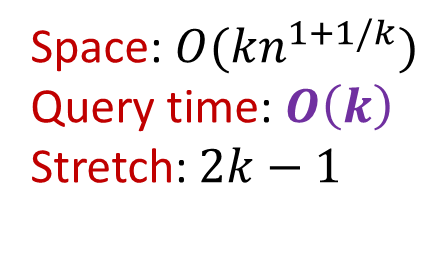 Space: O(kn^{1+1/k})
Query time: O(k)
Stretch: 2k − 1